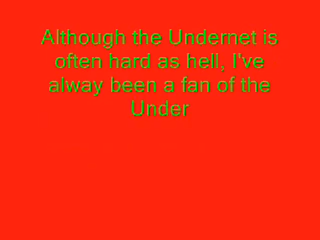 Although the Undernet is
often hard as hell, I've
alway been a fan of the
Under